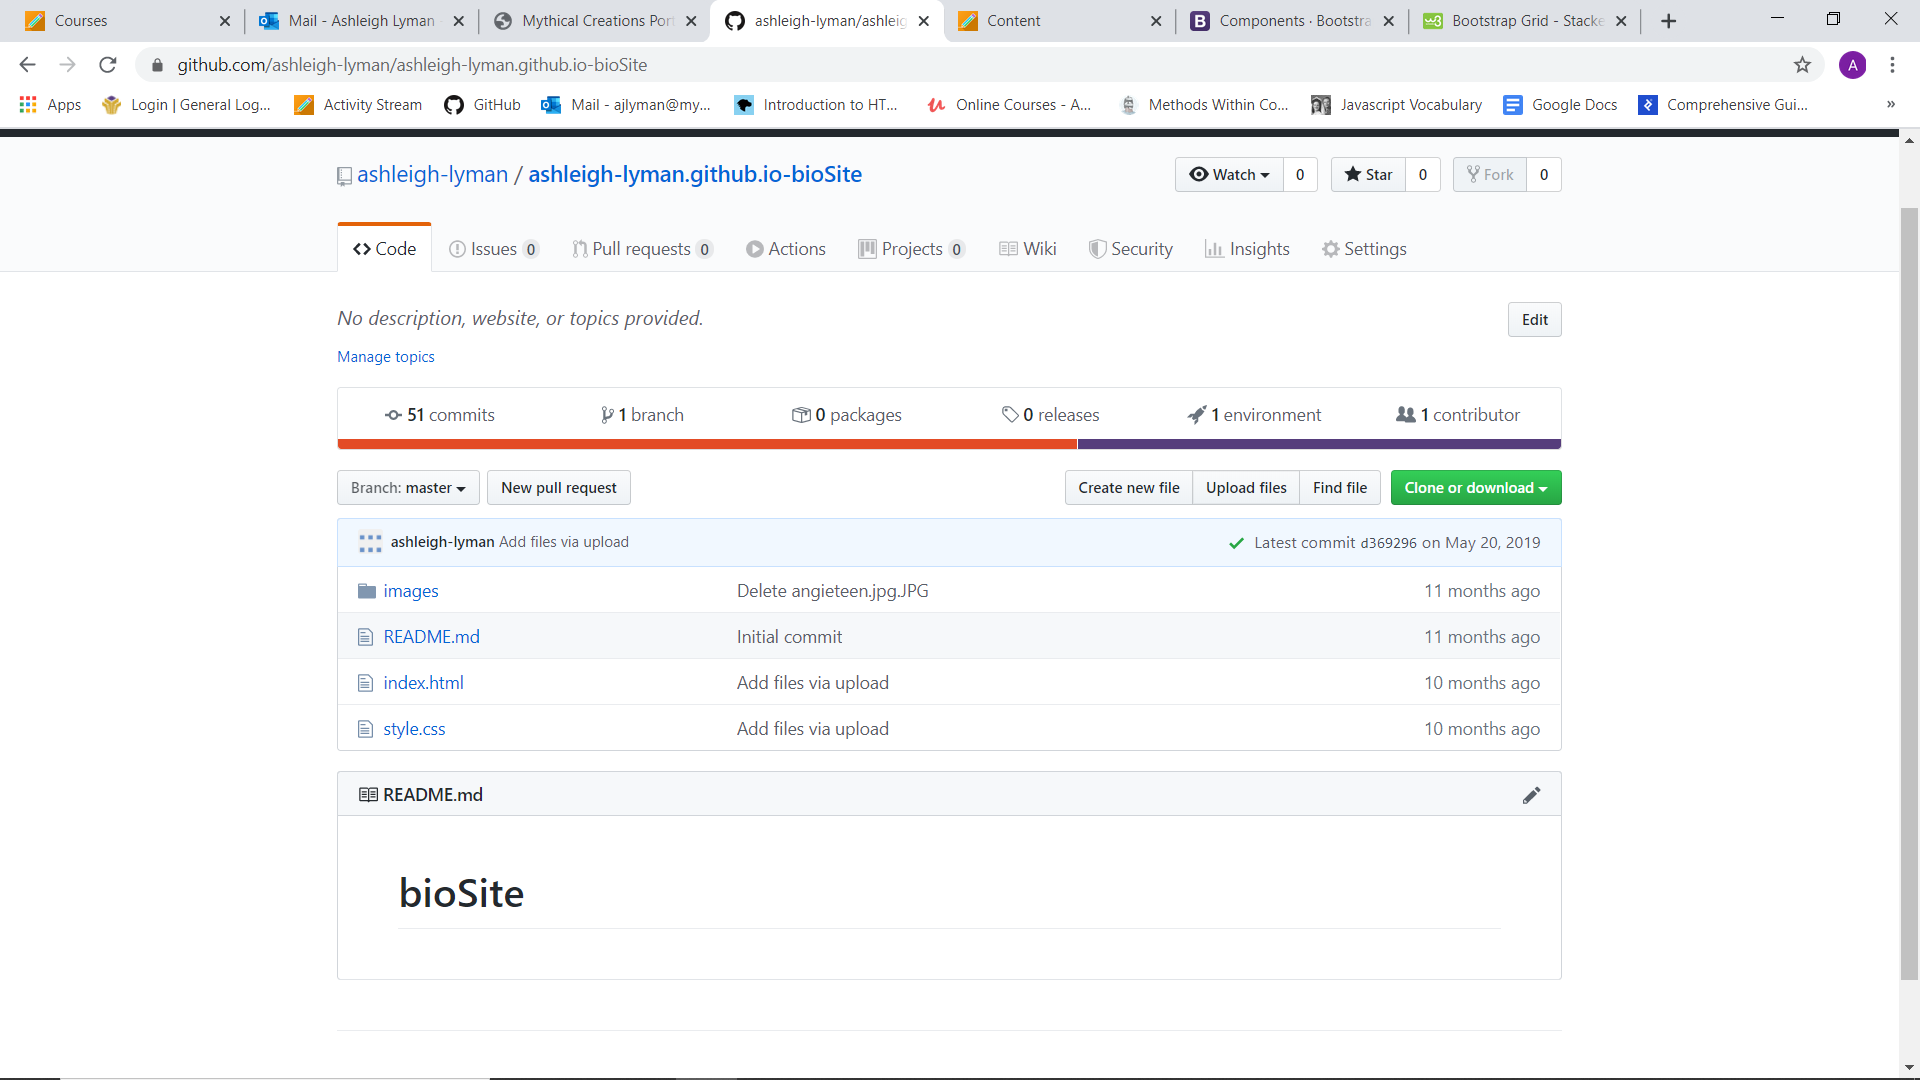 Courses
Mail - Ashleigh Lyman
Mythical Creations Port
ashleigh-lyman/ashleig
Content
Components · Bootstra
Bootstrap Grid - Stacke
github.com/ashleigh-lyman/ashleigh-lyman.github.io-bioSite
A
Apps
Login | General Log...
Activity Stream
GitHub
Mail - ajlyman@my...
Introduction to HT...
Online Courses - A...
Methods Within Co...
Javascript Vocabulary
Google Docs
Comprehensive Gui...
»
ashleigh-lyman / ashleigh-lyman.github.io-bioSite
Watch 0
Star 0
Fork 0
Code
Issues 0
Pull requests 0
Actions
Projects 0
Wiki
Security
Insights
Settings
No description, website, or topics provided.
Edit
Manage topics
51 commits
1 branch
0 packages
0 releases
1 environment
1 contributor
Branch: master
New pull request
Create new file
Upload files
Find file
Clone or download
ashleigh-lyman Add files via upload
Latest commit d369296 on May 20, 2019
images
Delete angieteen.jpg.JPG
11 months ago
README.md
Initial commit
11 months ago
index.html
Add files via upload
10 months ago
style.css
Add files via upload
10 months ago
README.md
bioSite